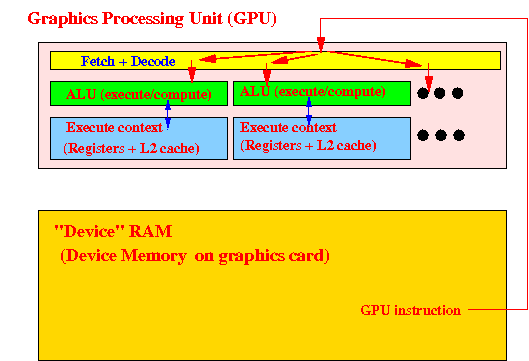 Graphics Processing Unit (GPU)
Fetch + Decode
ALU (execute/compute)
ALU (execute/compute)
Execute context
(Registers + L2 cache)
Execute context
(Registers + L2 cache)
"Device" RAM
(Device Memory on graphics card)
GPU instruction